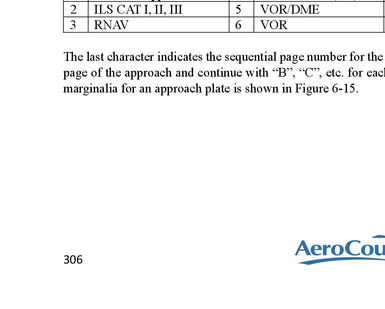 2 ILS CAT I, II, III 5 VOR/DME
3 RNAV 6 VOR
The last character indicates the sequential page number for the
page of the approach and continue with “B”, “C”, etc. for each
marginalia for an approach plate is shown in Figure 6-15.
306 AeroCou